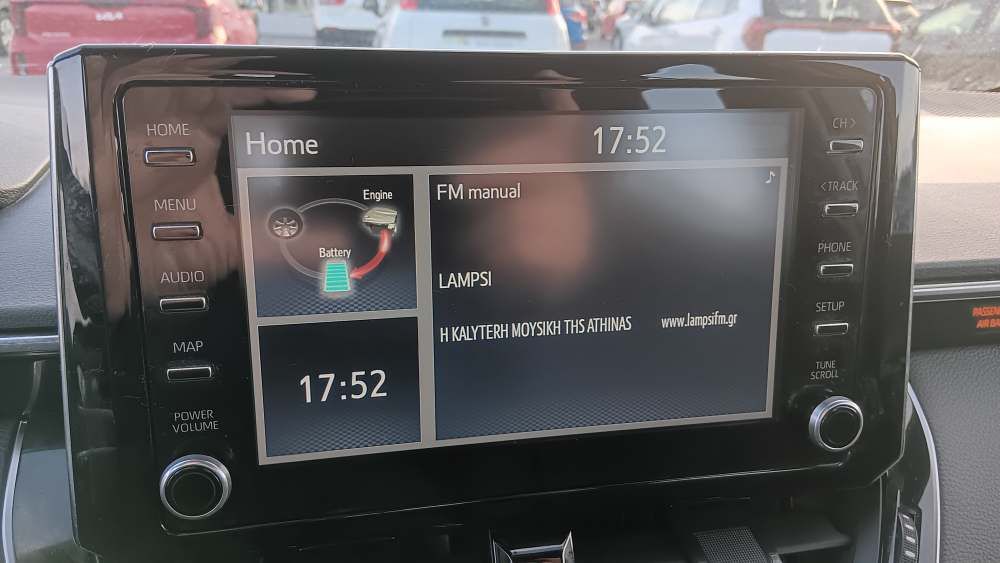 HOME
MENU
AUDIO
MAP
POWER
VOLUME
Home
17:52
Engine
Battery
17:52
FM manual
LAMPSI
H KALYTERH MOYSIKH THS ATHINAS www.lampsifm.gr
CH >
< TRACK
PHONE
SETUP
TUNE
SCROLL